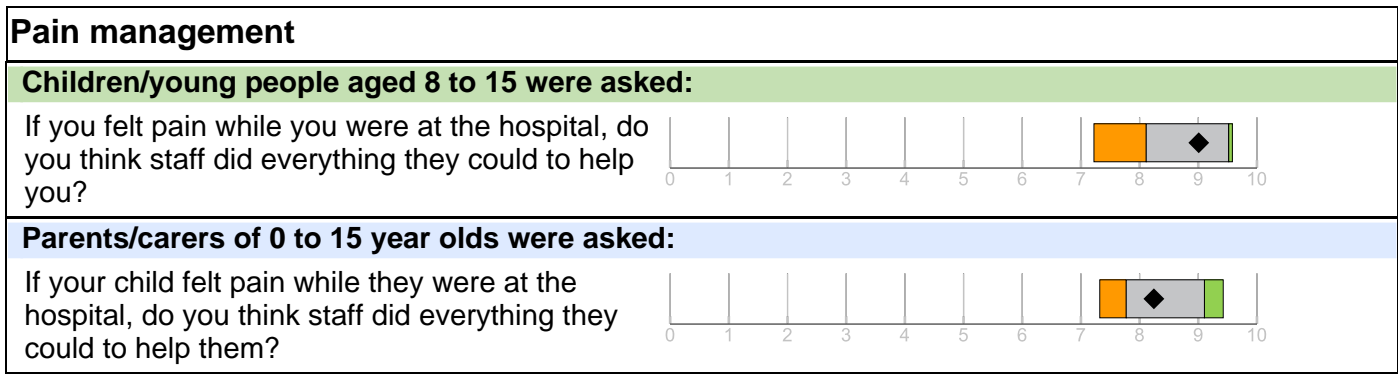 Pain management
Children/young people aged 8 to 15 were asked:
If you felt pain while you were at the hospital, do
you think staff did everything they could to help
you?
0 1 2 3 4 5 6 7 8 9 10
Parents/carers of 0 to 15 year olds were asked:
If your child felt pain while they were at the
hospital, do you think staff did everything they
could to help them?
0 1 2 3 4 5 6 7 8 9 10